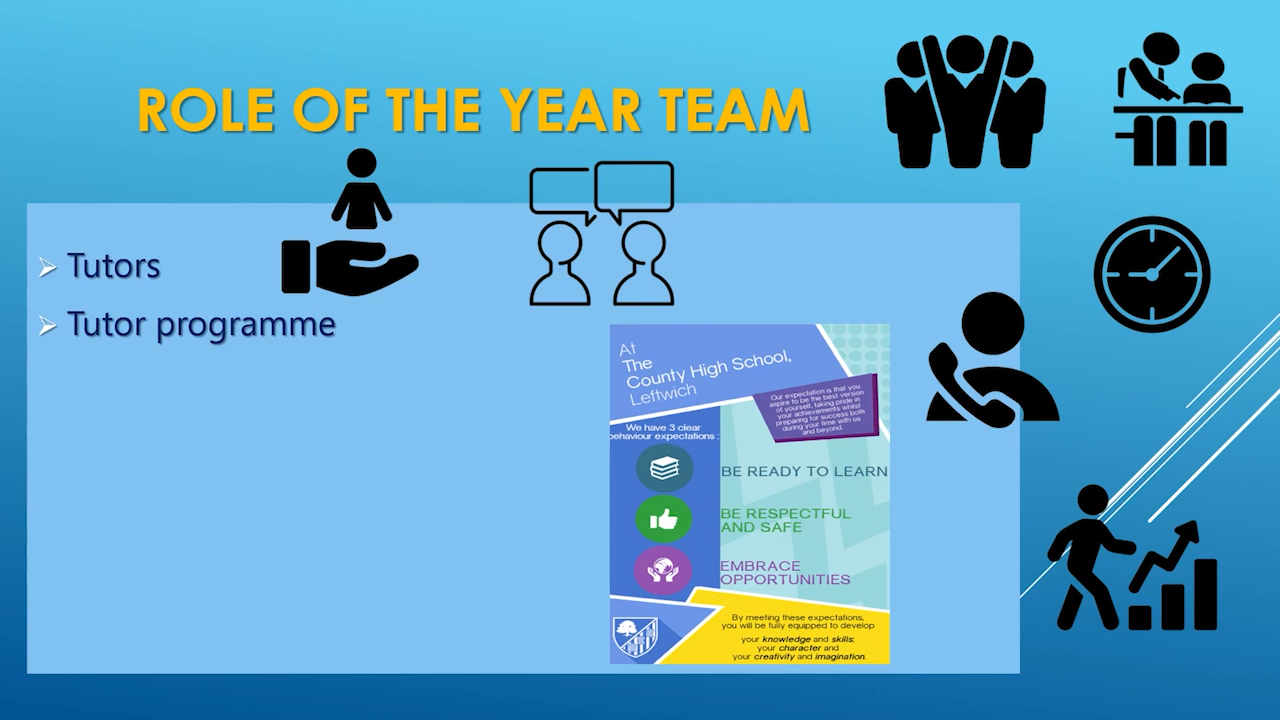 ROLE OF THE YEAR TEAM
Tutors
Tutor programme
At
The
County High School,
Leftwich
Our expectation is that you
aspire to be the best version
of yourself, taking pride in
your achievements whilst
preparing for success both
during your time with us
and beyond.
We have 3 clear
behaviour expectations :
BE READY TO LEARN
BE RESPECTFUL
AND SAFE
EMBRACE
OPPORTUNITIES
By meeting these expectations,
you will be fully equipped to develop
your knowledge and skills;
your character and
your creativity and imagination.